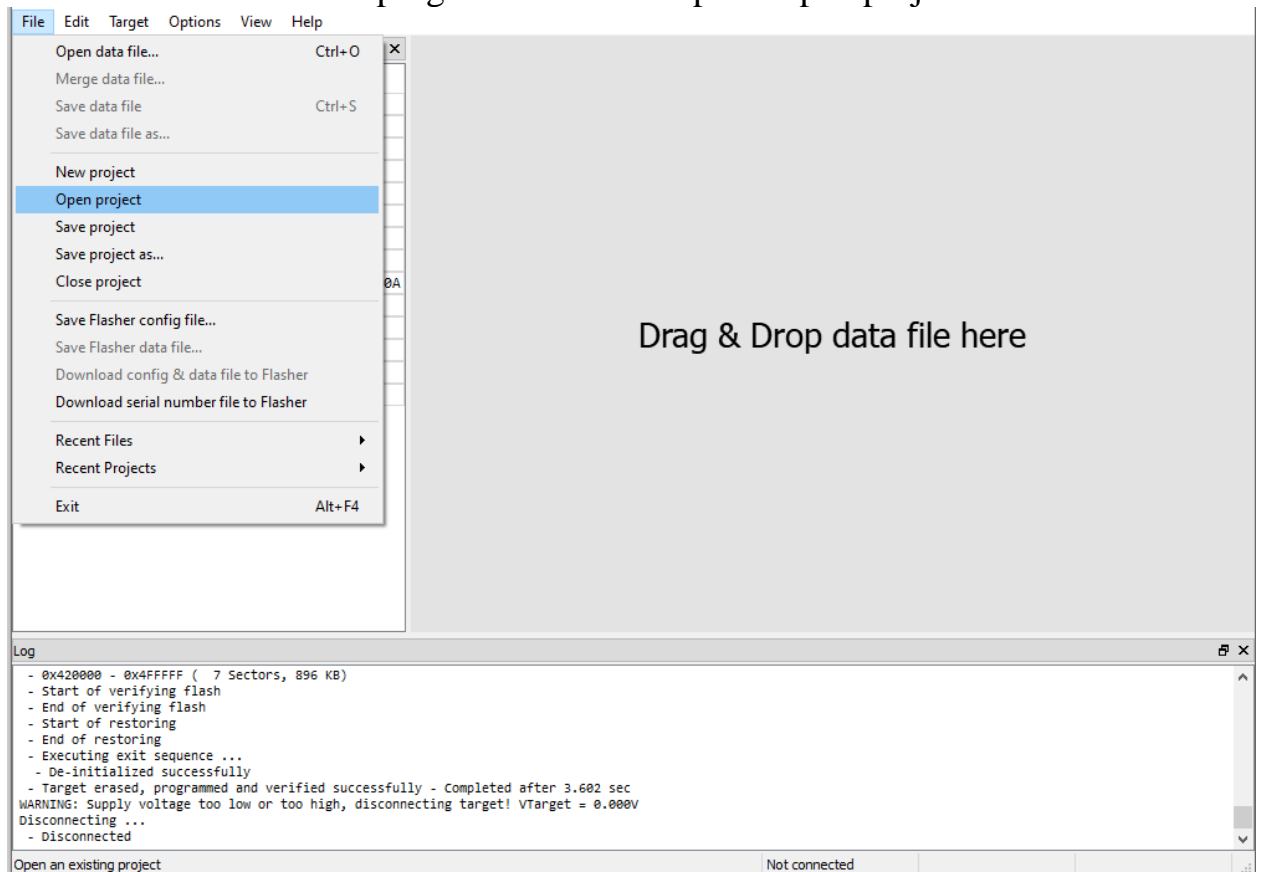 File Edit Target Options View Help
Open data file... Ctrl+O
Merge data file...
Save data file Ctrl+S
Save data file as...
New project
Open project
Save project
Save project as...
Close project
0A
Save Flasher config file...
Save Flasher data file...
Download config & data file to Flasher
Download serial number file to Flasher
Recent Files
Recent Projects
Exit Alt+F4
Drag & Drop data file here
Log
- 0x420000 - 0x4FFFFF ( 7 Sectors, 896 KB)
- Start of verifying flash
- End of verifying flash
- Start of restoring
- End of restoring
- Executing exit sequence ...
- De-initialized successfully
- Target erased, programmed and verified successfully - Completed after 3.602 sec
WARNING: Supply voltage too low or too high, disconnecting target! VTarget = 0.000V
Disconnecting ...
- Disconnected
Open an existing project Not connected